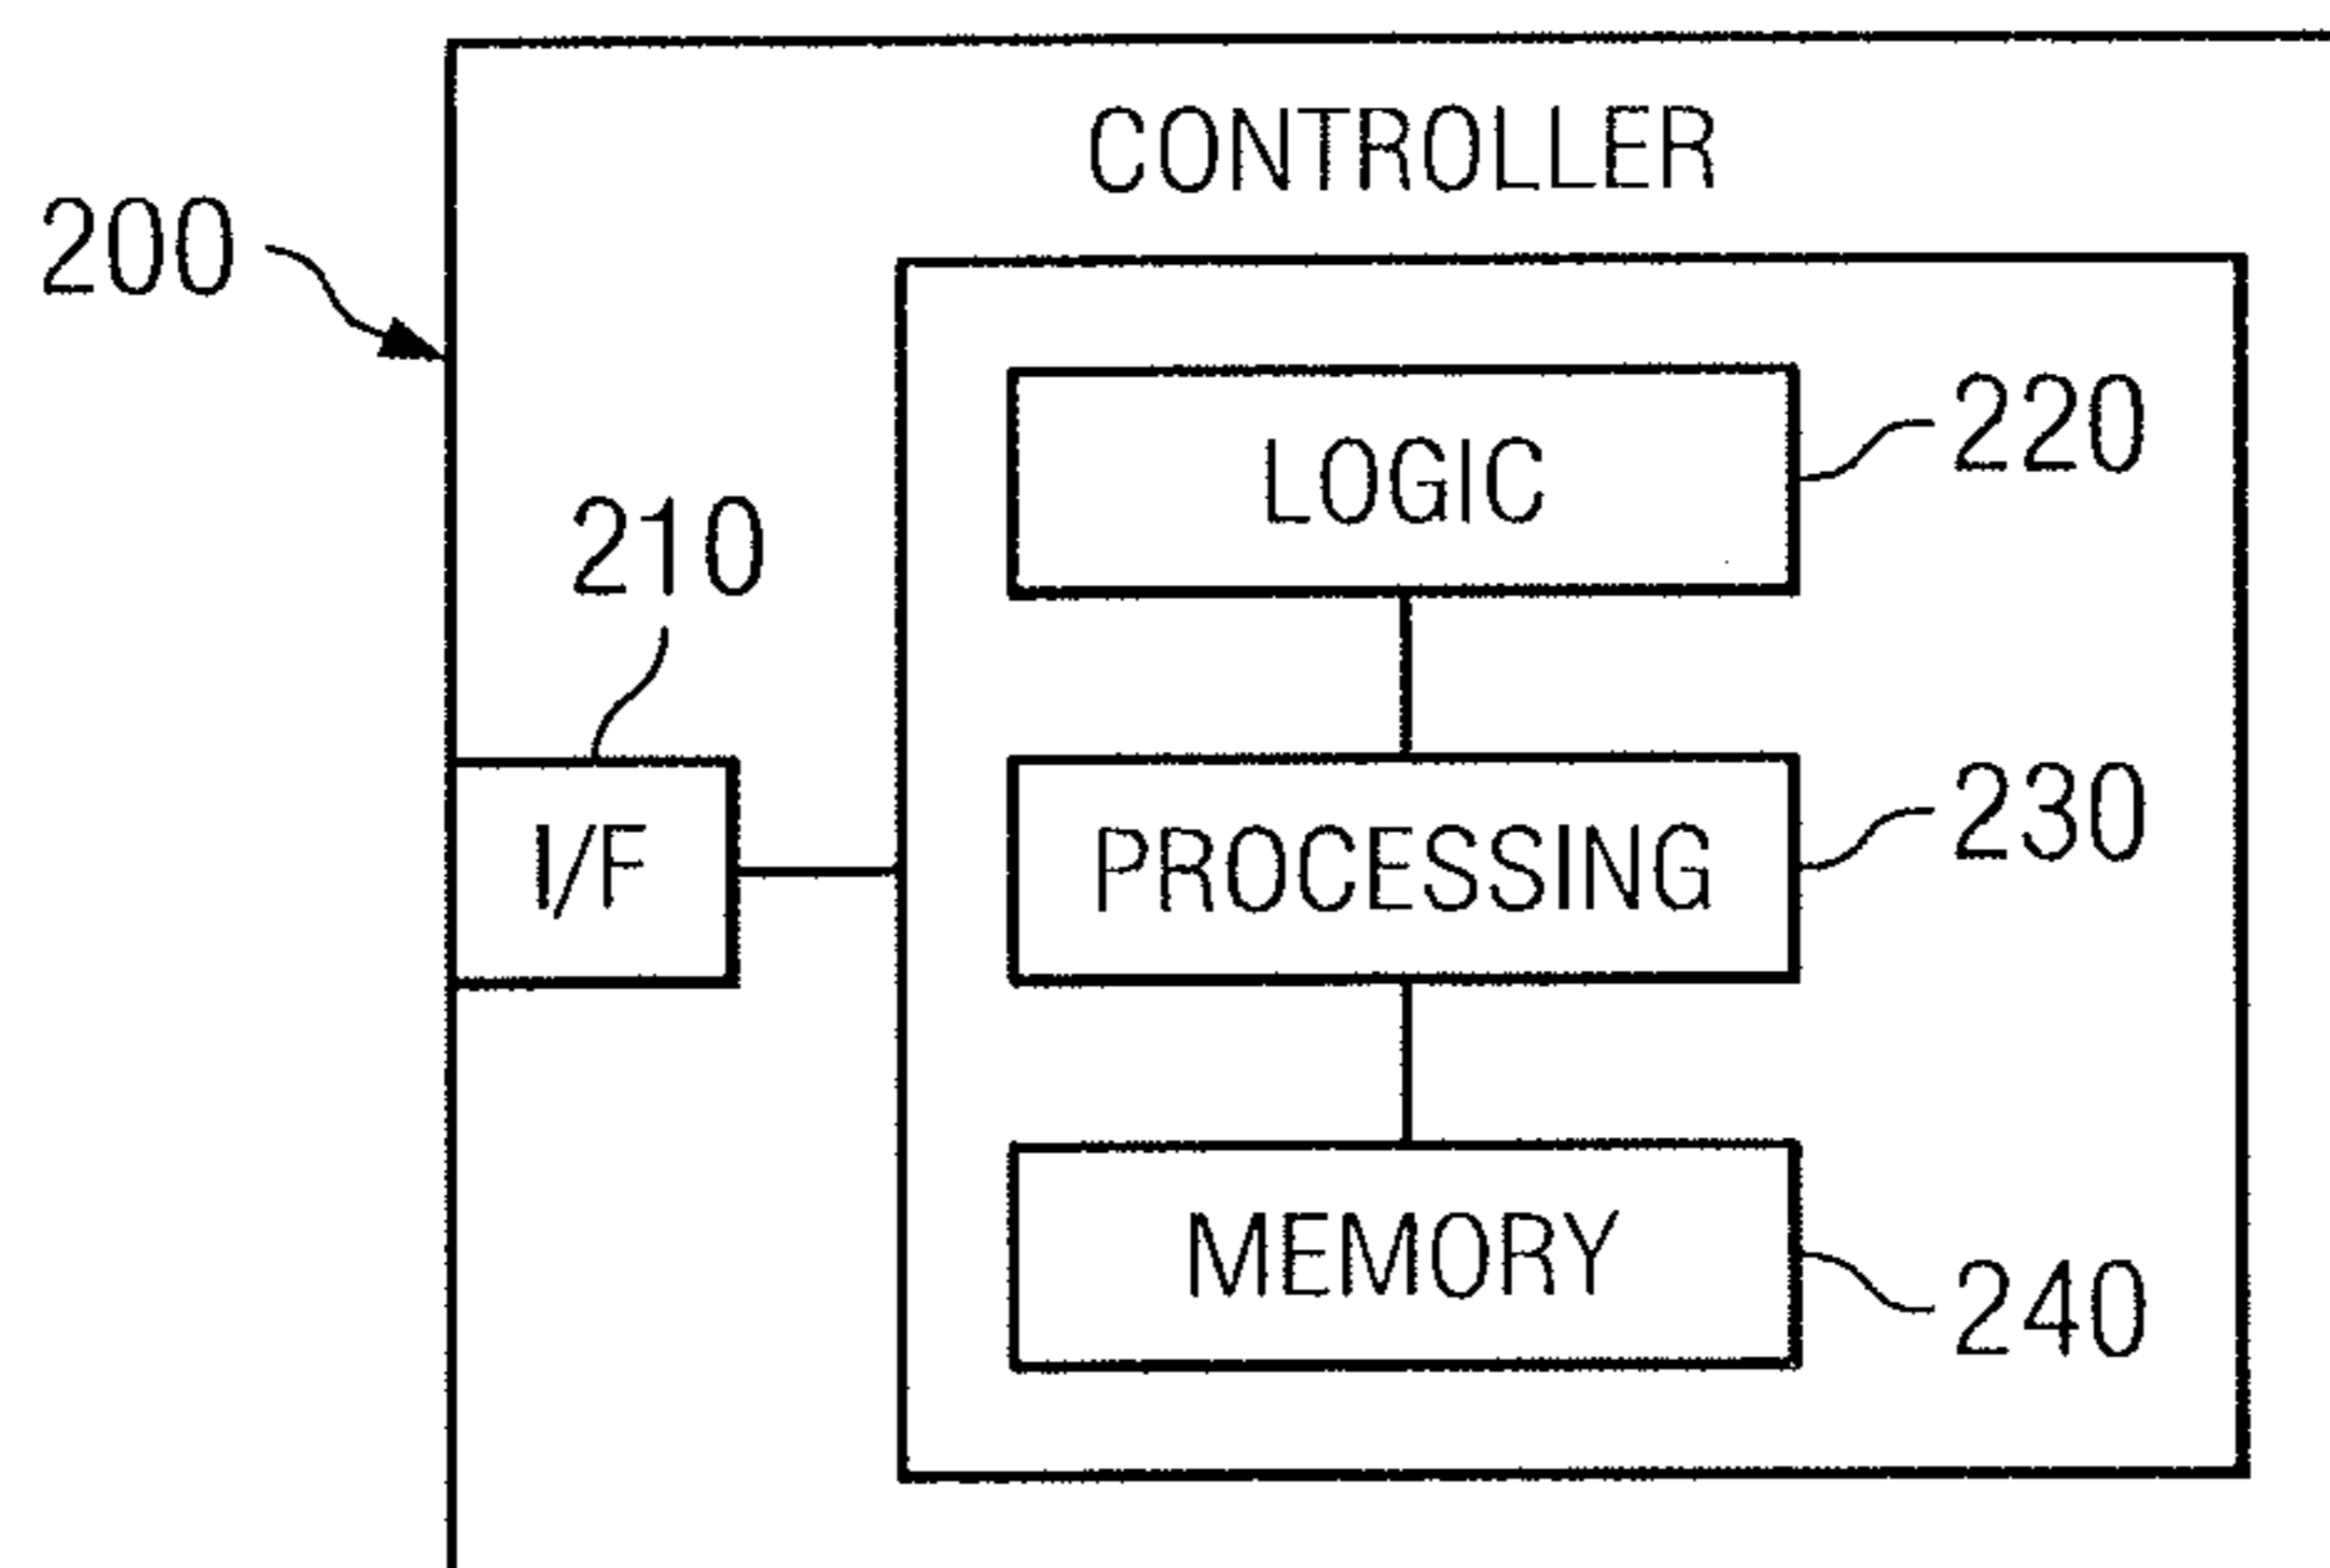 CONTROLLER
200
LOGIC
220
210
I/F
PROCESSING
230
MEMORY
240